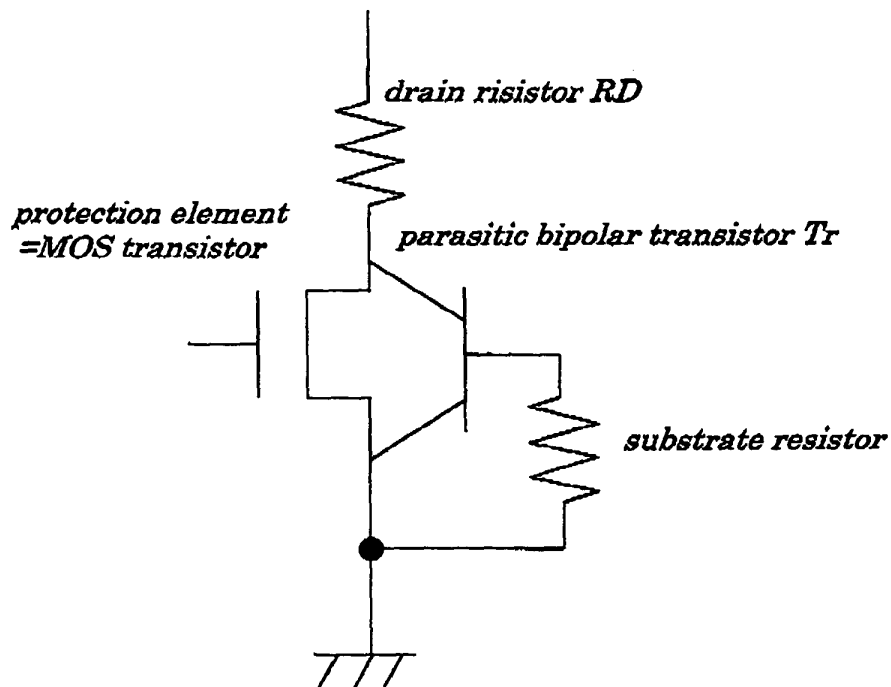 drain risistor RD
protection element
=MOS transistor
parasitic bipolar transistor Tr
substrate resistor